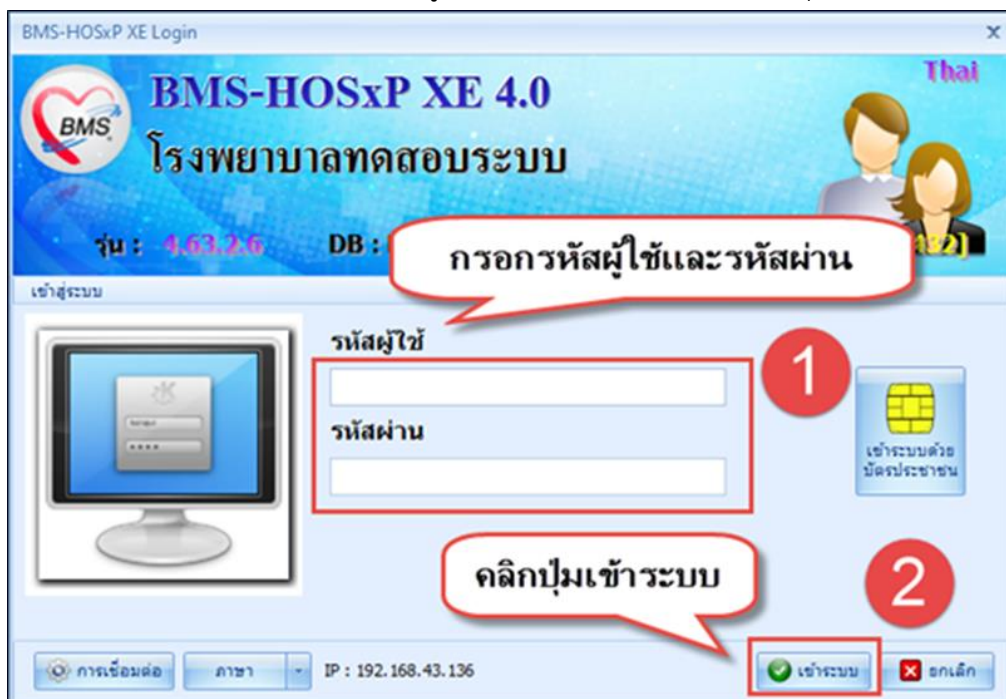 BMS-HOSxP XE Login
Thai
BMS
BMS-HOSxP XE 4.0
โรงพยาบาลทดสอบระบบ
รุ่น : 4.63.2.6 DB :
กรอกรหัสผู้ใช้และรหัสผ่าน
เข้าสู่ระบบ
รหัสผู้ใช้
1
รหัสผ่าน
เข้าระบบด้วย
บัตรประชาชน
คลิกปุ่มเข้าระบบ
2
การเชื่อมต่อ ภาษา IP : 192.168.43.136 เข้าระบบ ยกเลิก